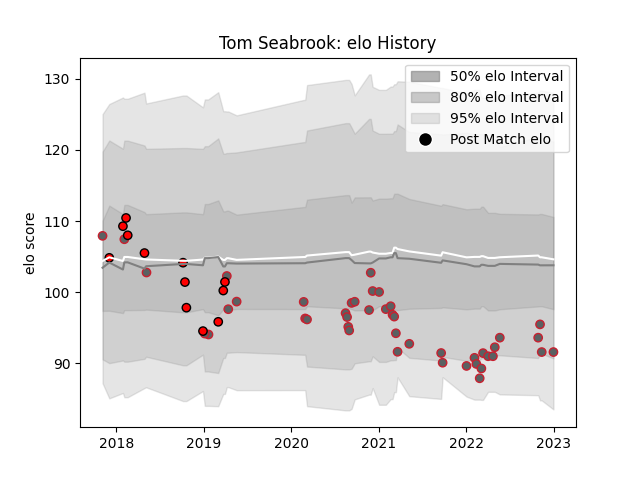 Tom Seabrook: elo History
elo score
130
120
110
100
90
50% elo Interval
80% elo Interval
95% elo Interval
Post Match elo
2018 2019 2020 2021 2022 2023